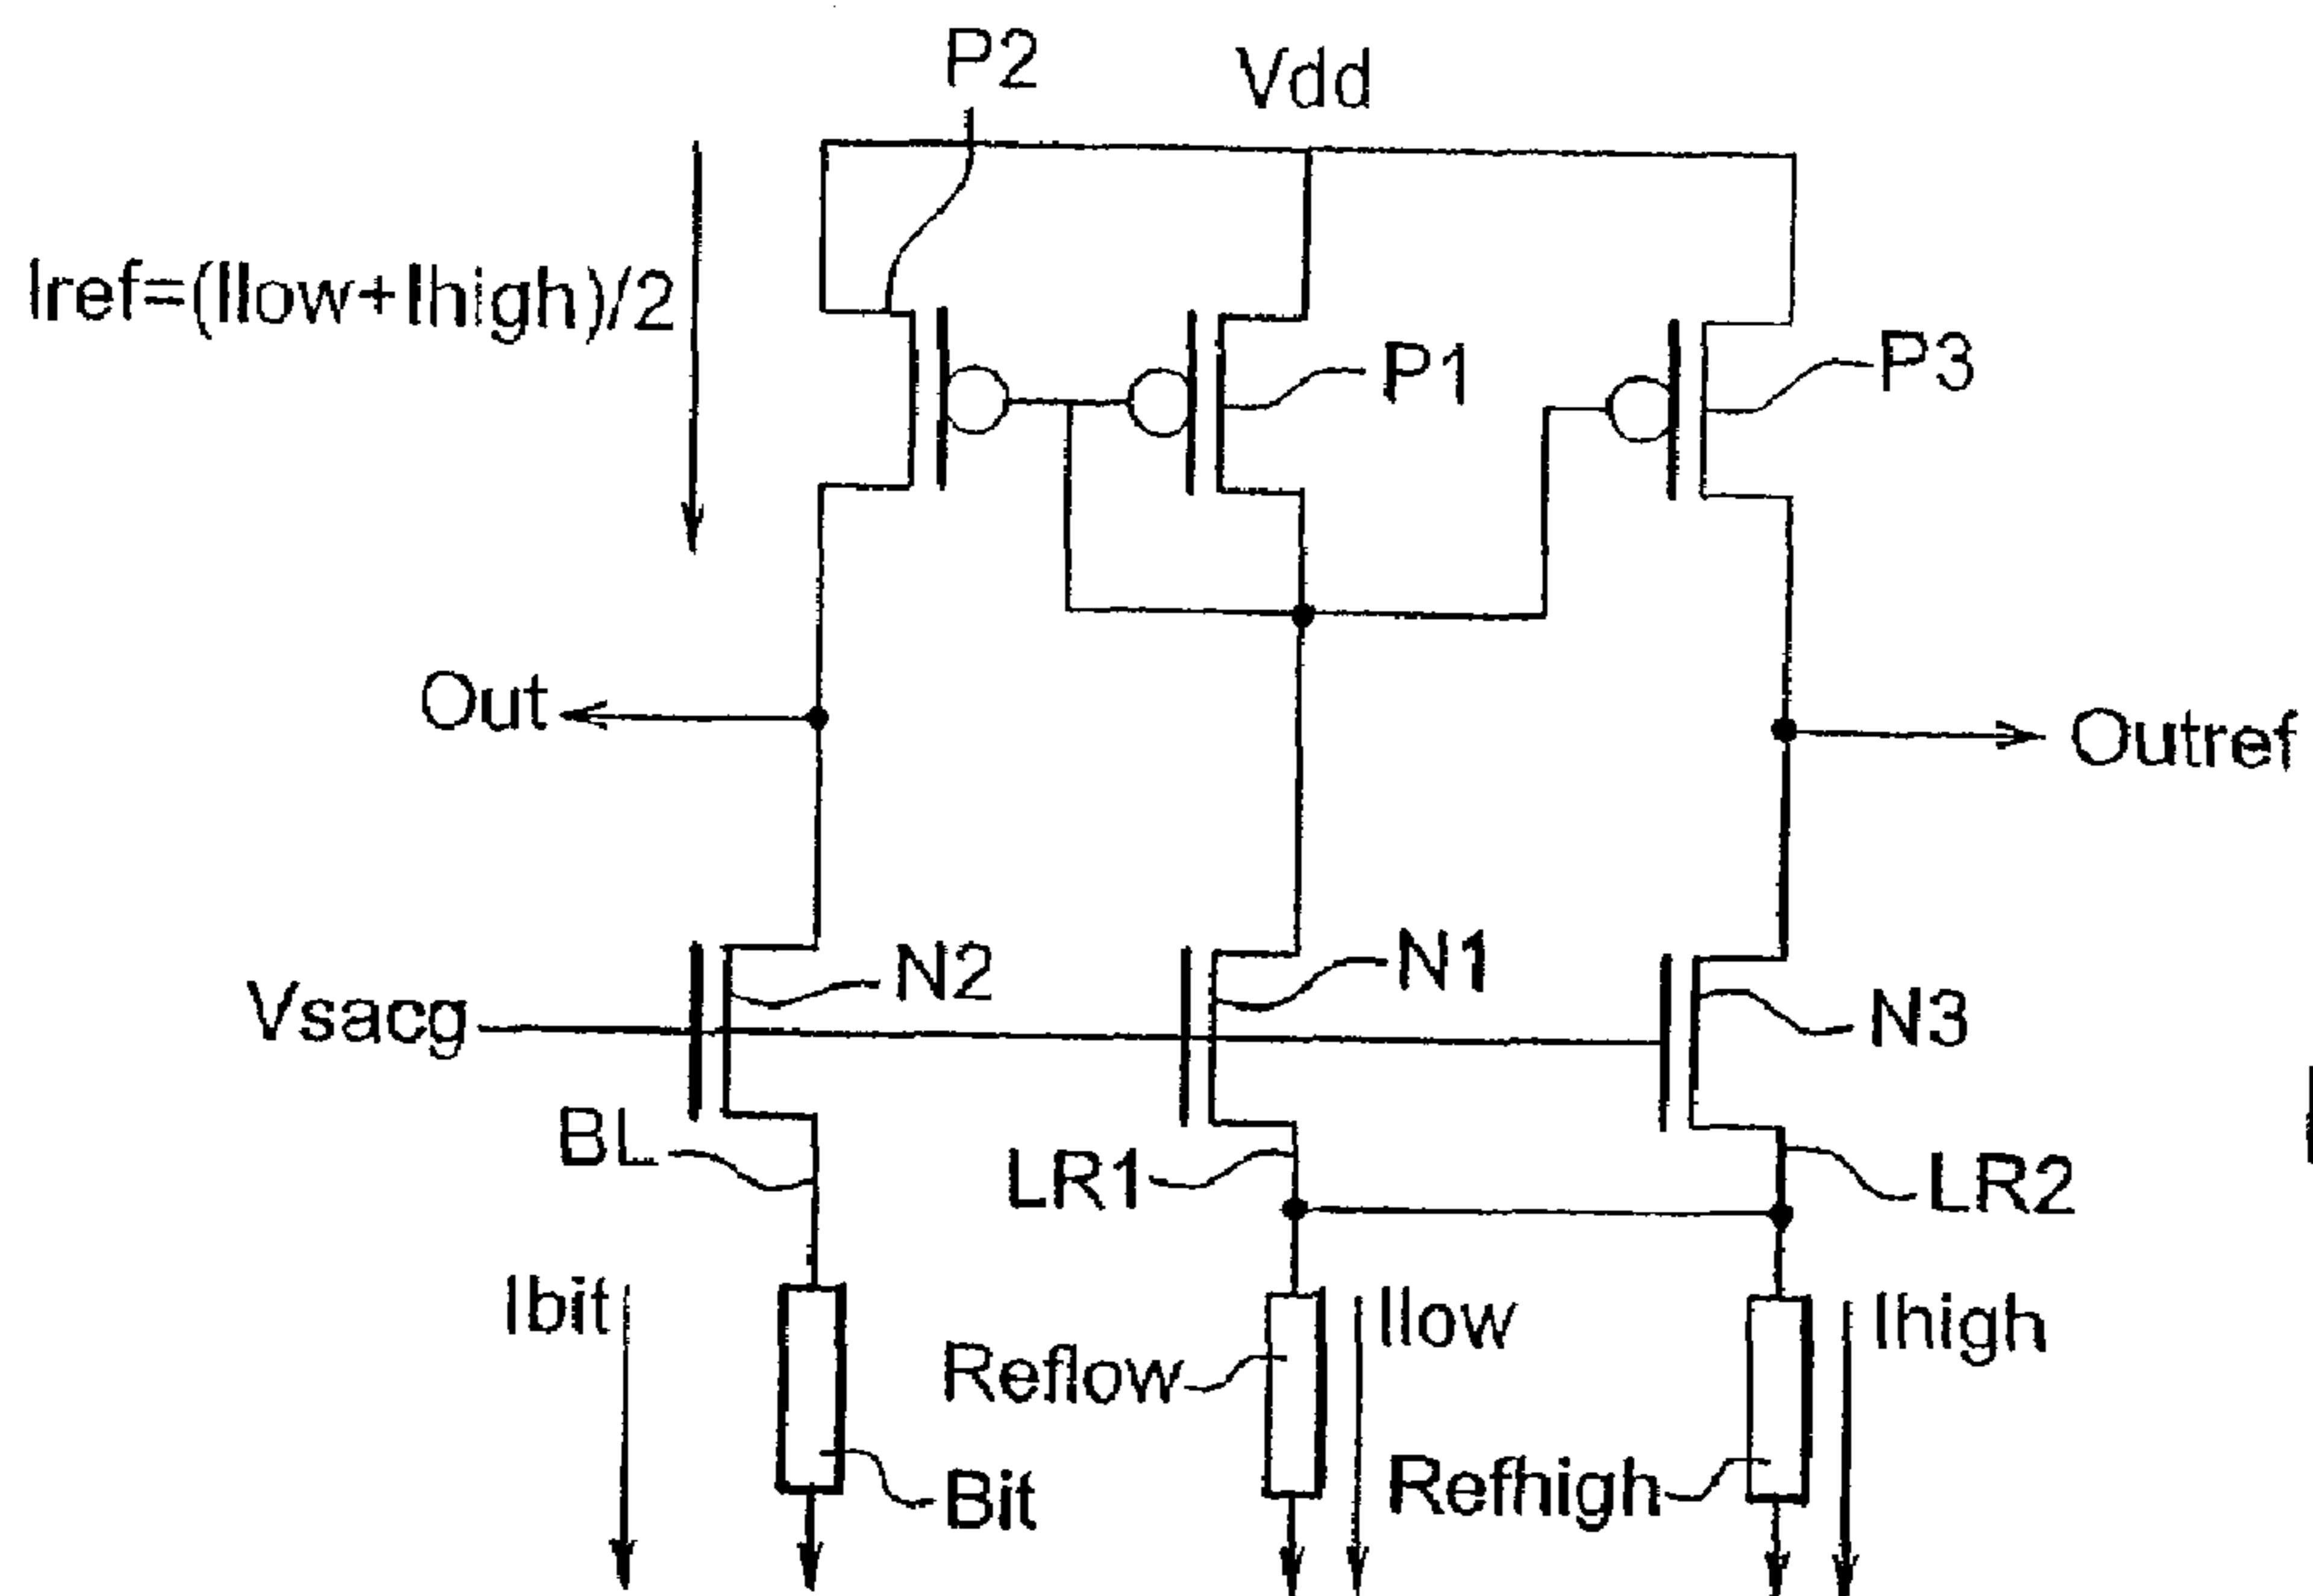 P2
Vdd
Iref=(Ilow+Ihigh)/2
P1
P3
Out
Outref
N2
N1
N3
Vsacg
BL
LR1
LR2
Ibit
Ilow
Ihigh
Reflow
Refhigh
Bit